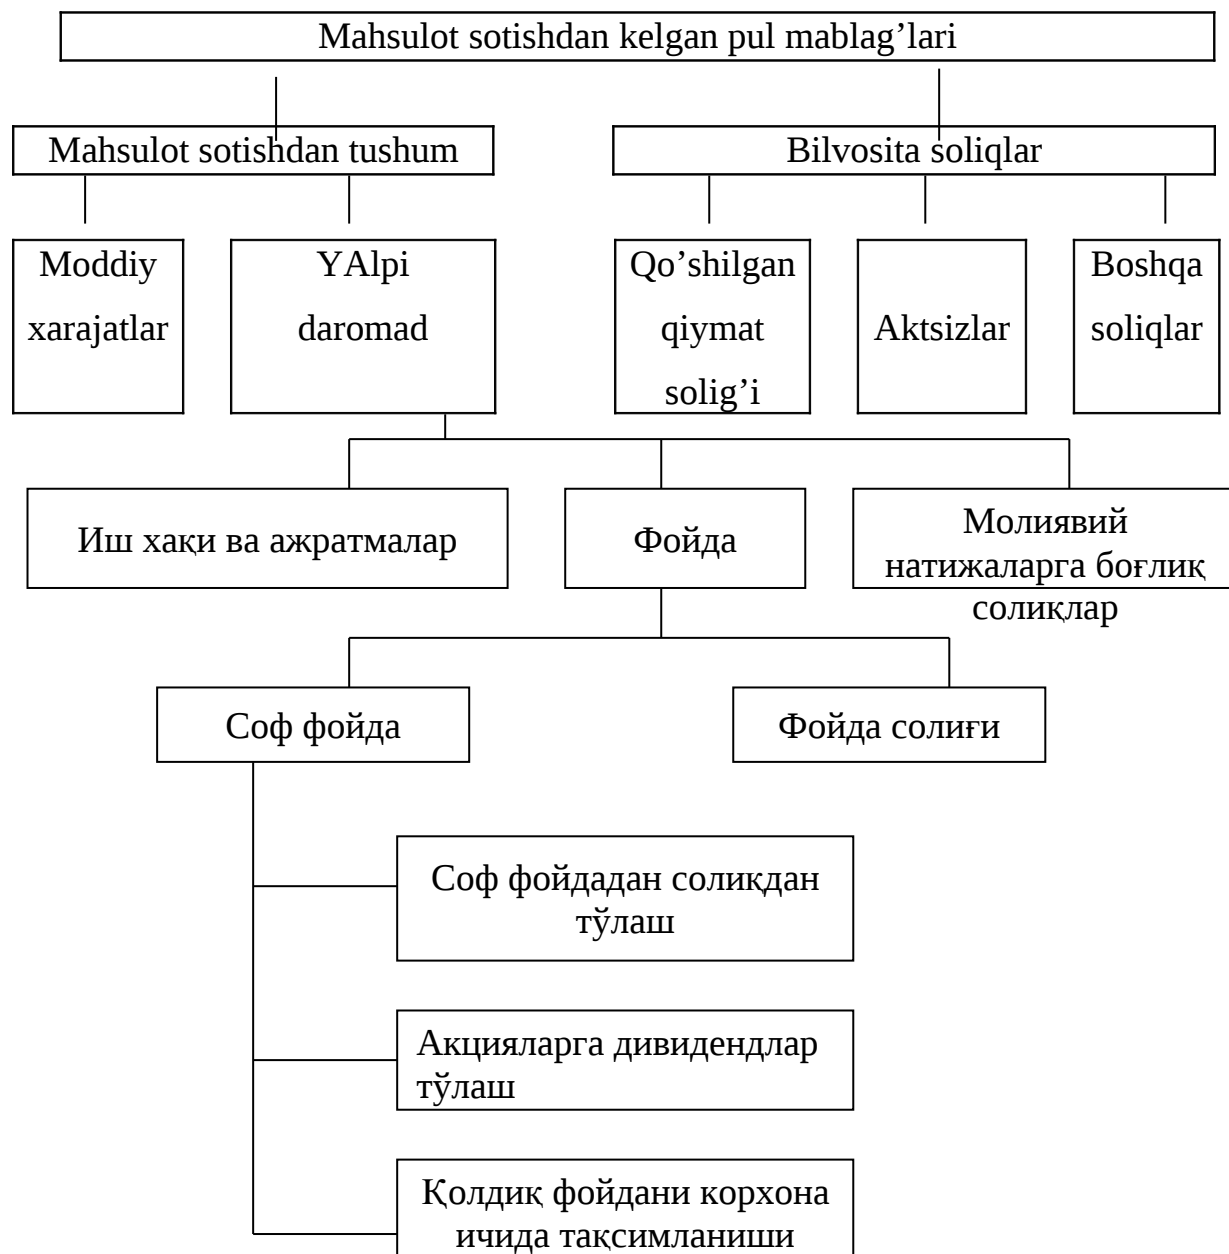 Mahsulot sotishdan kelgan pul mablag’lari
Mahsulot sotishdan tushum
Bilvosita soliqlar
Moddiy
xarajatlar
YAlpi
daromad
Qo’shilgan
qiymat
solig’i
Aktsizlar
Boshqa
soliqlar
Иш хақи ва ажратмалар
Фойда
Молиявий
натижаларга боғлиқ
солиқлар
Соф фойда
Фойда солиғи
Соф фойдадан солиқдан
тўлаш
Акцияларга дивидендлар
тўлаш
Қолдиқ фойдани корхона
ичида тақсимланиши